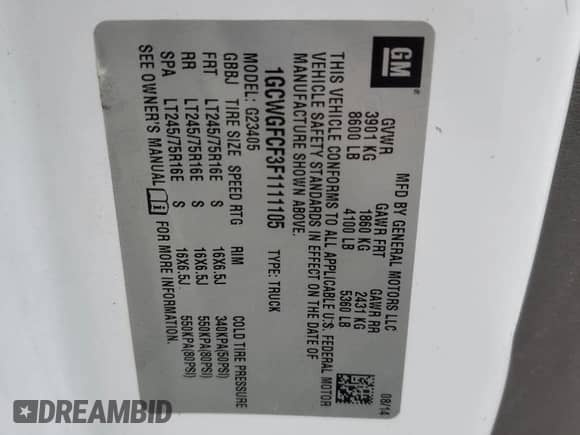 GM
MFD BY GENERAL MOTORS LLC
08/14
GVWR GAWR FRT GAWR RR
3901 KG 1860 KG 2431 KG
8600 LB 4100 LB 5360 LB
THIS VEHICLE CONFORMS TO ALL APPLICABLE U.S. FEDERAL MOTOR
VEHICLE SAFETY STANDARDS IN EFFECT ON THE DATE OF
MANUFACTURE SHOWN ABOVE.
1GCWGFCF3F1111105 TYPE: TRUCK
MODEL: G23405
GBBJ TIRE SIZE SPEED RTG RIM COLD TIRE PRESSURE
FRT LT245/75R16E S 16X6.5J 340KPA(50PSI)
RR LT245/75R16E S 16X6.5J 550KPA(80PSI)
SPA LT245/75R16E S 16X6.5J 550KPA(80PSI)
SEE OWNER'S MANUAL FOR MORE INFORMATION.
DREAMBID